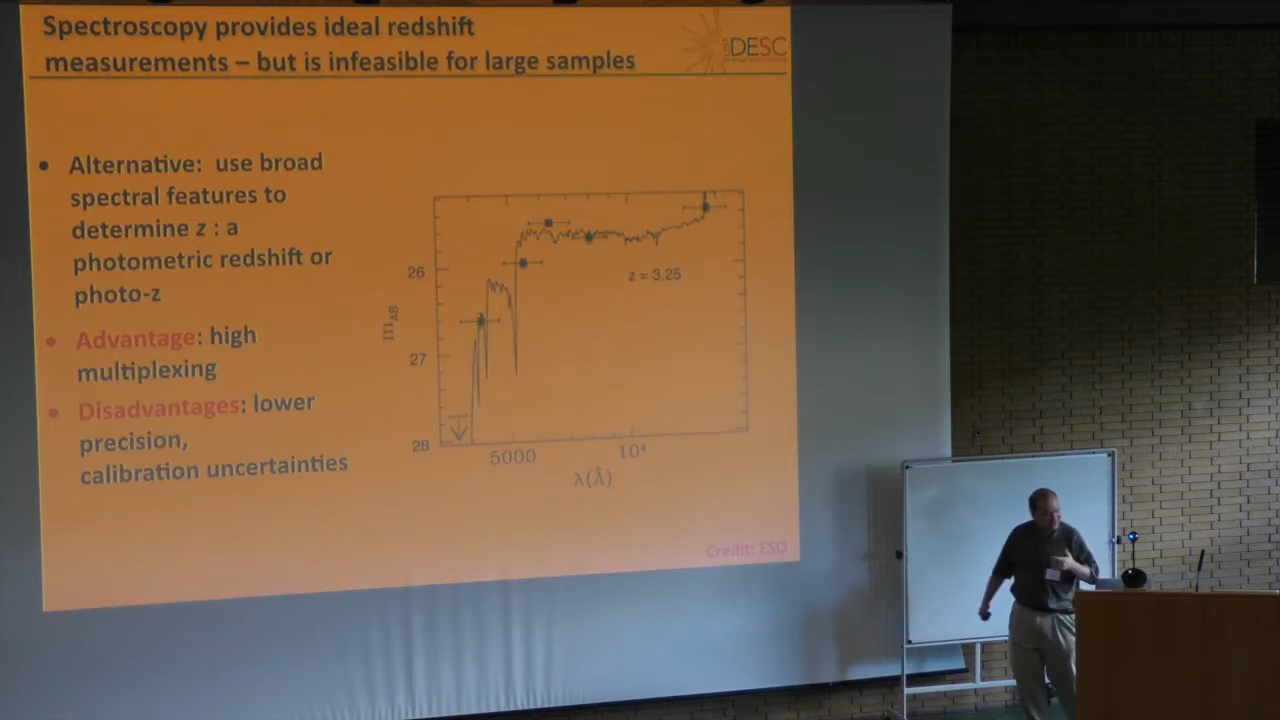 Spectroscopy provides ideal redshift
measurements – but is infeasible for large samples
DESC
• Alternative: use broad
spectral features to
determine z : a
photometric redshift or
photo-z
• Advantage: high
multiplexing
• Disadvantages: lower
precision,
calibration uncertainties
z = 3.25
26
27
28
m_AB
5000
10⁴
λ(Å)
Credit: ESO